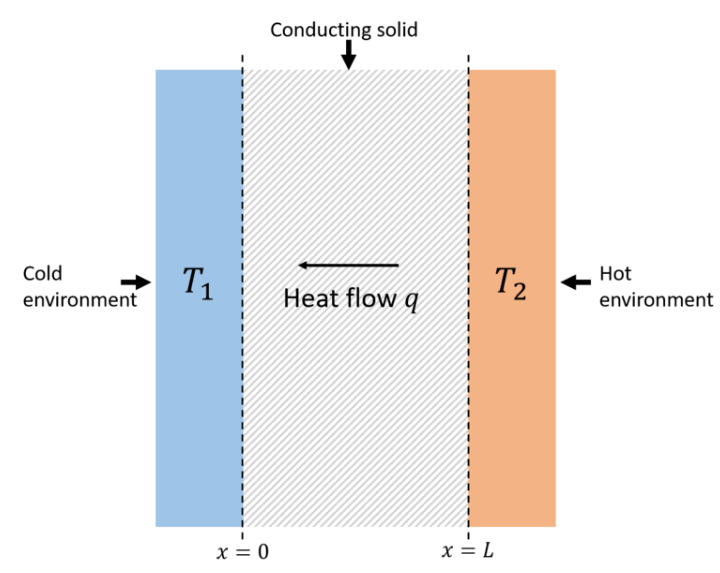 Conducting solid
Cold
environment
T₁
Heat flow q
T₂
Hot
environment
x = 0
x = L